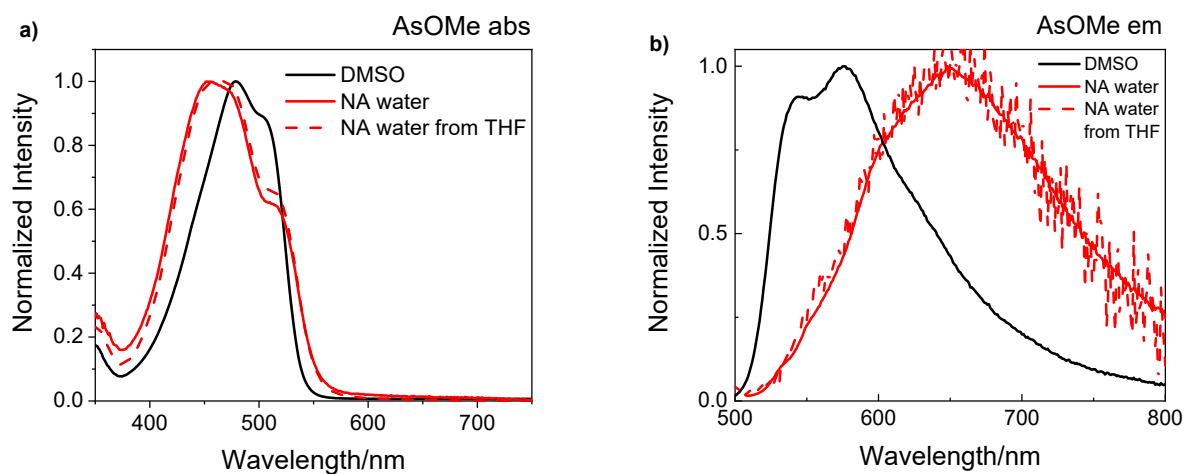 a)
AsOMe abs
DMSO
NA water
NA water from THF
Normalized Intensity
1.0
0.8
0.6
0.4
0.2
0.0
400
500
600
700
Wavelength/nm
b)
AsOMe em
DMSO
NA water
NA water
from THF
Normalized Intensity
1.0
0.5
0.0
500
600
700
800
Wavelength/nm